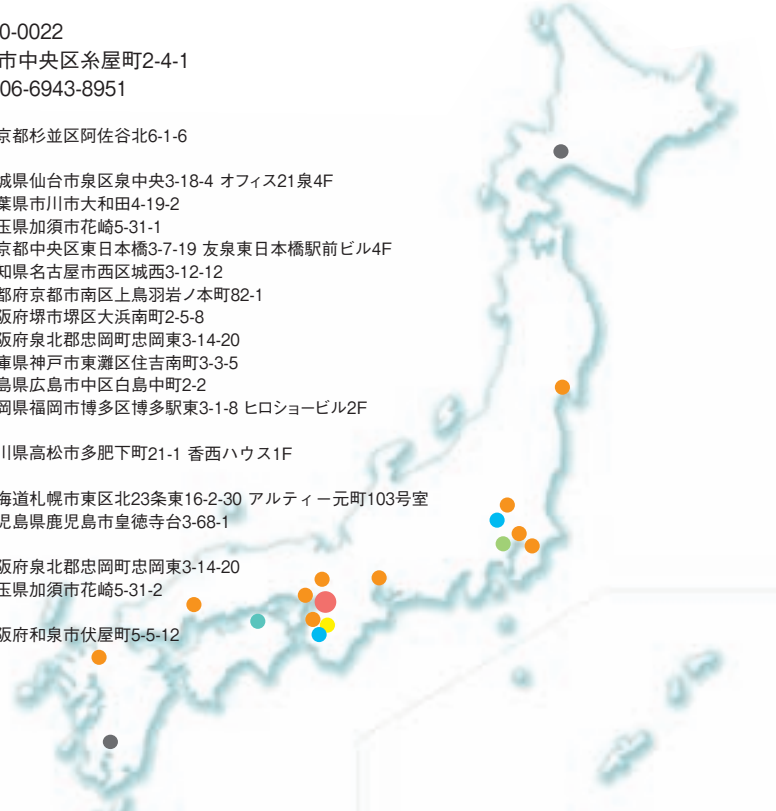 0-0022
市中央区糸屋町2-4-1
06-6943-8951
京都杉並区阿佐谷北6-1-6
城県仙台市泉区泉中央3-18-4 オフィス21泉4F
葉県市川市大和田4-19-2
玉県加須市花崎5-31-1
京都中央区東日本橋3-7-19 友泉東日本橋駅前ビル4F
知県名古屋市西区城西3-12-12
都府京都市南区上鳥羽岩ノ本町82-1
阪府堺市堺区大浜南町2-5-8
阪府泉北郡忠岡町忠岡東3-14-20
庫県神戸市東灘区住吉南町3-3-5
島県広島市中区白島中町2-2
岡県福岡市博多区博多駅東3-1-8 ヒロショービル2F
川県高松市多肥下町21-1 香西ハウス1F
海道札幌市東区北23条東16-2-30 アルティー元町103号室
児島県鹿児島市皇徳寺台3-68-1
阪府泉北郡忠岡町忠岡東3-14-20
玉県加須市花崎5-31-2
阪府和泉市伏屋町5-5-12